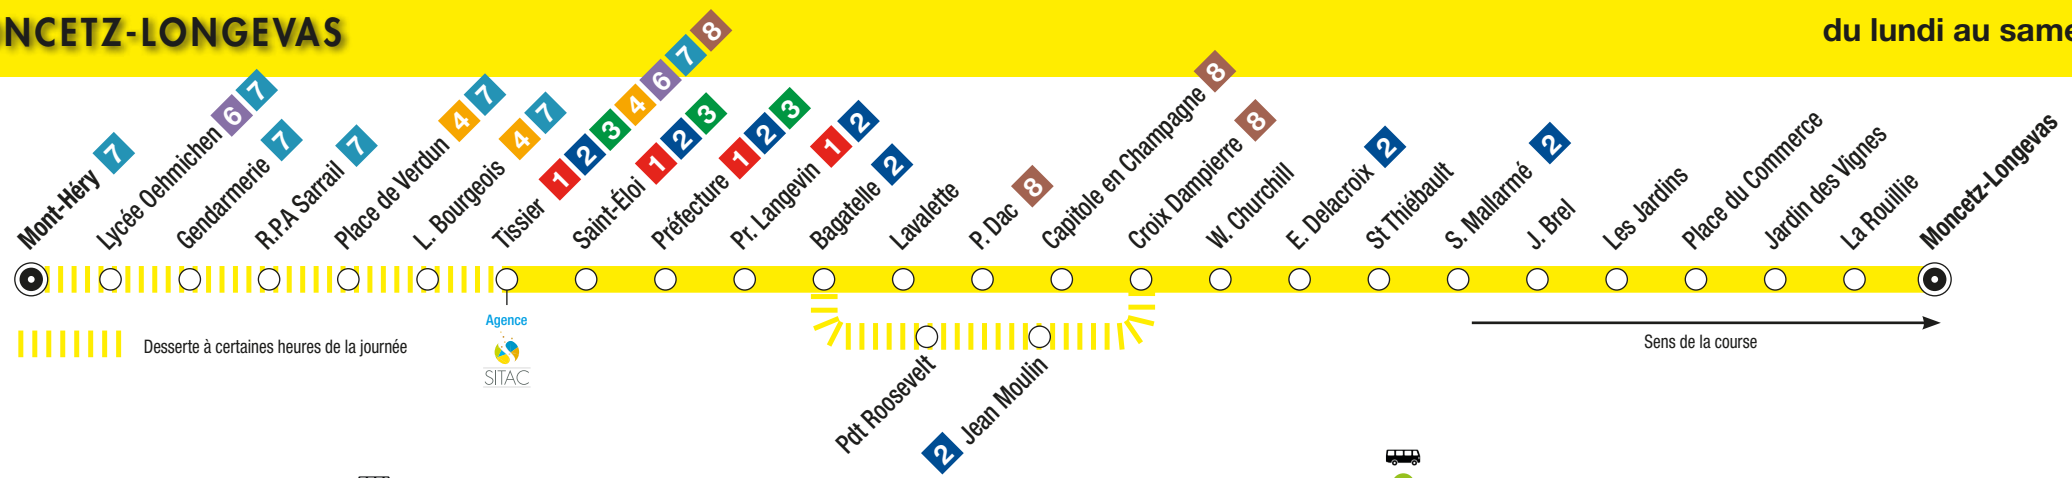 NCETZ-LONGEVAS
du lundi au same
Mont-Héry 7
Lycée Oehmichen 6 7
Gendarmerie 7
R.P.A Sarrail 7
Place de Verdun 4 7
L. Bourgeois 4 7
Tissier 1 2 3 4 6 7 8
Saint-Éloi 1 2 3
Préfecture 1 2 3
Pr. Langevin 1 2
Bagatelle 2
Lavalette
P. Dac 8
Capitole en Champagne 8
Croix Dampierre 8
W. Churchill
E. Delacroix 2
St Thiébault
S. Mallarmé 2
J. Brel
Les Jardins
Place du Commerce
Jardin des Vignes
La Rouillie
Moncetz-Longevas
Agence
SITAC
Desserte à certaines heures de la journée
Sens de la course
Pdt Roosevelt
2 Jean Moulin